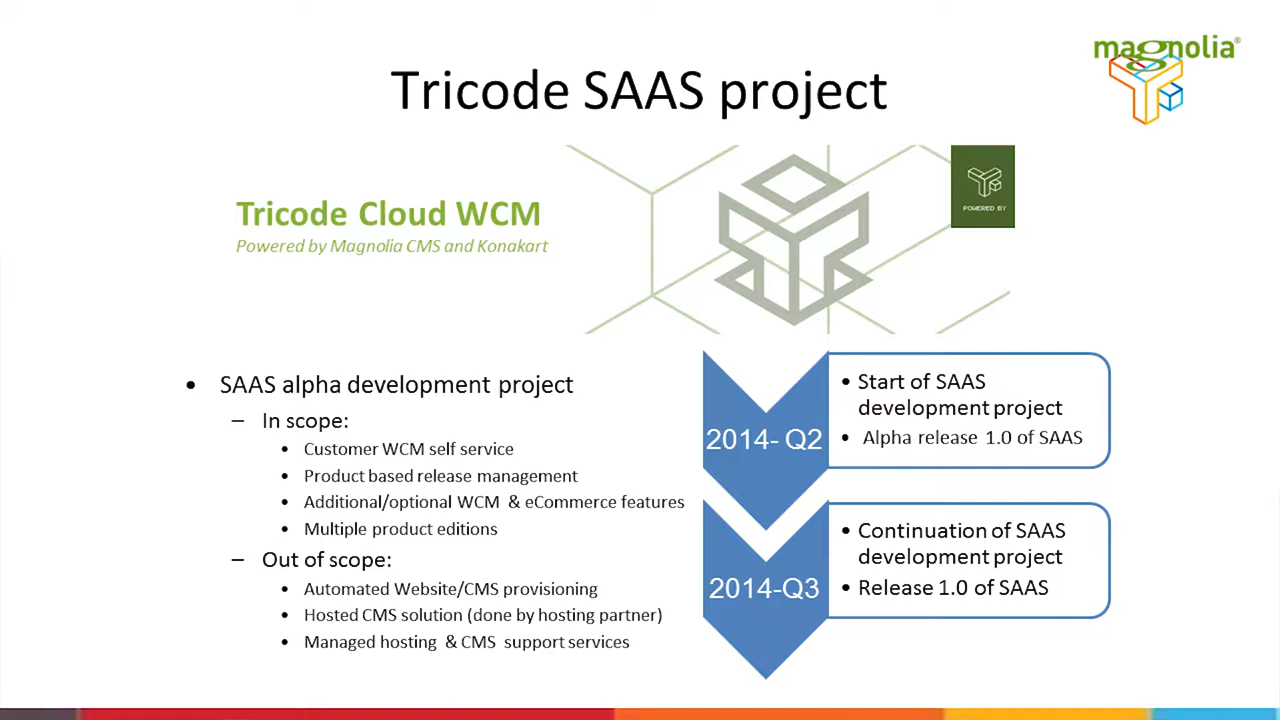 magnolia®
Tricode SAAS project
Tricode Cloud WCM
Powered by Magnolia CMS and Konakart
POWERED BY
• SAAS alpha development project
– In scope:
• Customer WCM self service
• Product based release management
• Additional/optional WCM & eCommerce features
• Multiple product editions
– Out of scope:
• Automated Website/CMS provisioning
• Hosted CMS solution (done by hosting partner)
• Managed hosting & CMS support services
2014- Q2
• Start of SAAS
development project
• Alpha release 1.0 of SAAS
2014-Q3
• Continuation of SAAS
development project
• Release 1.0 of SAAS